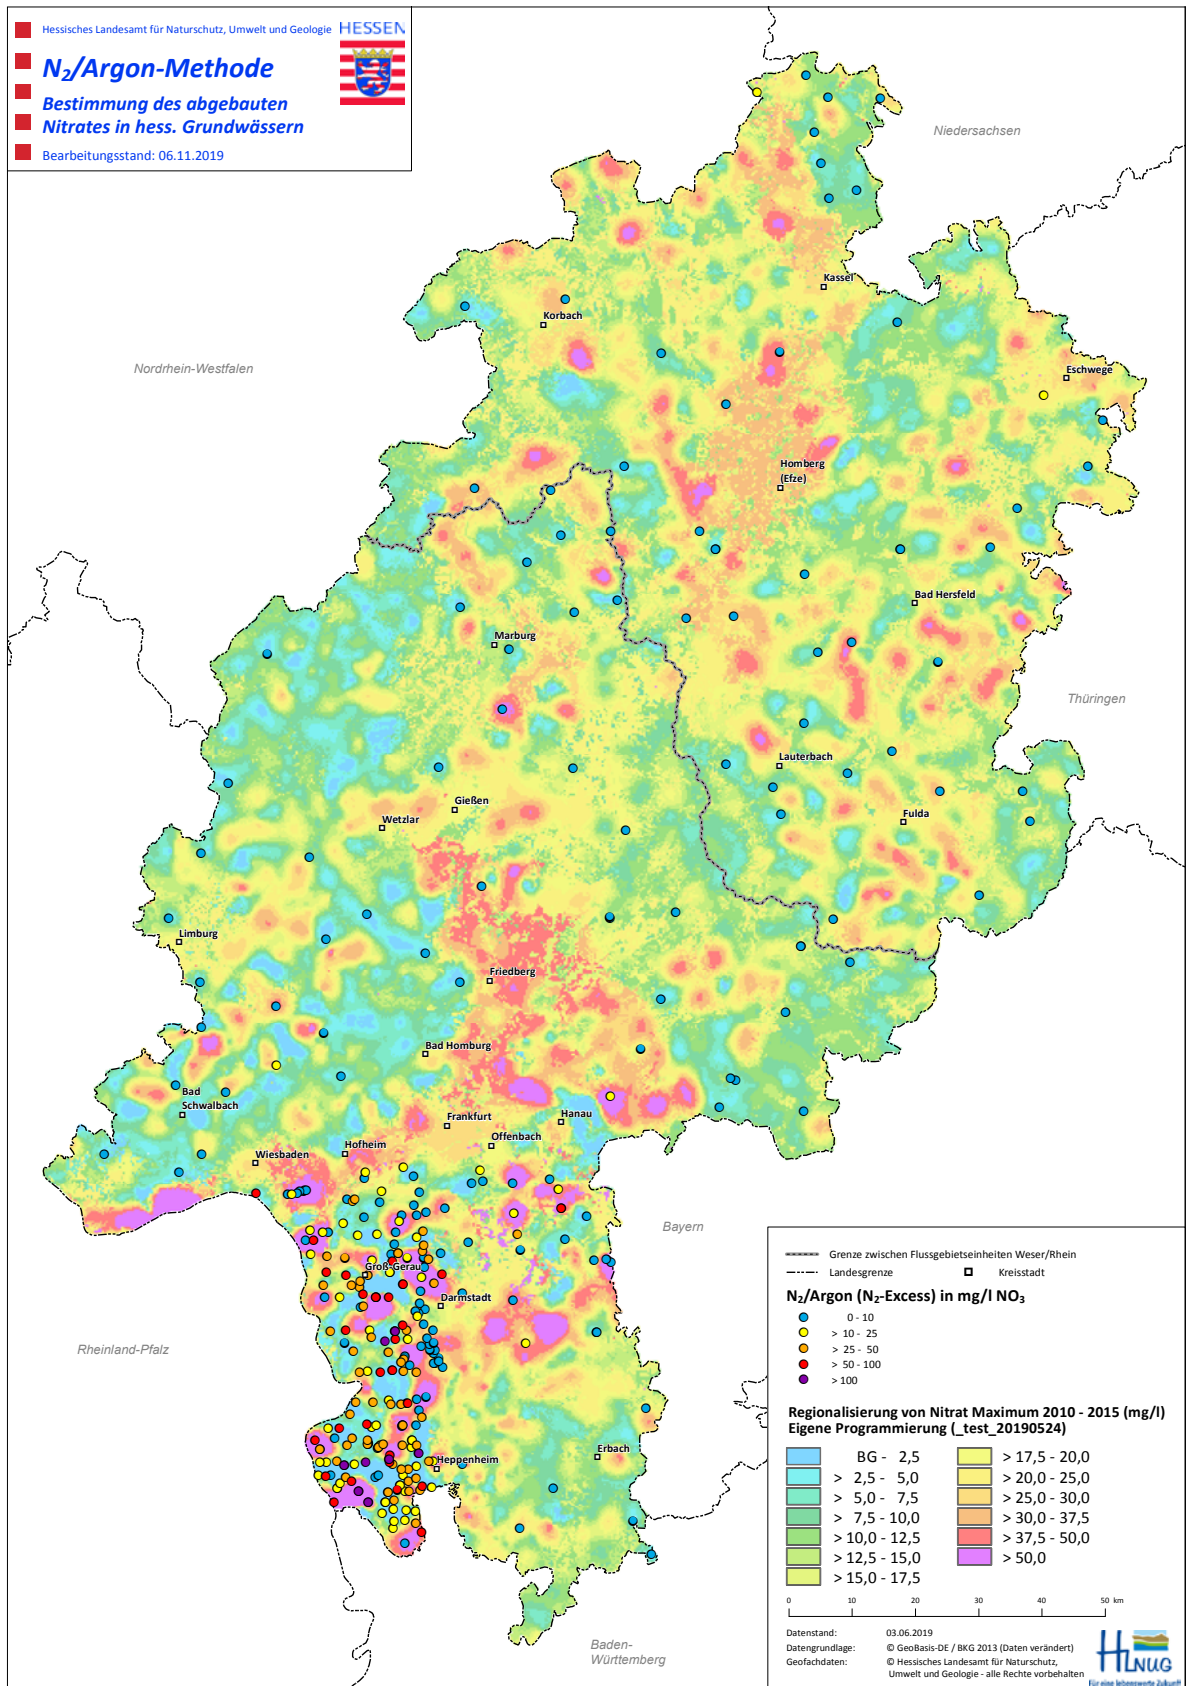 Hessisches Landesamt für Naturschutz, Umwelt und Geologie
HESSEN
N2/Argon-Methode
Bestimmung des abgebauten
Nitrates in hess. Grundwässern
Bearbeitungsstand: 06.11.2019
Niedersachsen
Kassel
Korbach
Nordrhein-Westfalen
Eschwege
Homberg
(Efze)
Bad Hersfeld
Marburg
Thüringen
Lauterbach
Gießen
Wetzlar
Fulda
Limburg
Friedberg
Bad Homburg
Bad
Schwalbach
Frankfurt
Hanau
Offenbach
Hofheim
Wiesbaden
Bayern
Groß-Gerau
Darmstadt
Rheinland-Pfalz
Erbach
Heppenheim
Baden-
Württemberg
Grenze zwischen Flussgebietseinheiten Weser/Rhein
Landesgrenze
Kreisstadt
N2/Argon (N2-Excess) in mg/l NO3
0 - 10
> 10 - 25
> 25 - 50
> 50 - 100
> 100
Regionalisierung von Nitrat Maximum 2010 - 2015 (mg/l)
Eigene Programmierung (_test_20190524)
BG - 2,5
> 2,5 - 5,0
> 5,0 - 7,5
> 7,5 - 10,0
> 10,0 - 12,5
> 12,5 - 15,0
> 15,0 - 17,5
> 17,5 - 20,0
> 20,0 - 25,0
> 25,0 - 30,0
> 30,0 - 37,5
> 37,5 - 50,0
> 50,0
0 10 20 30 40 50 km
Datenstand: 03.06.2019
Datengrundlage: © GeoBasis-DE / BKG 2013 (Daten verändert)
Geofachdaten: © Hessisches Landesamt für Naturschutz,
Umwelt und Geologie - alle Rechte vorbehalten
HLNUG
Für eine lebenswerte Zukunft